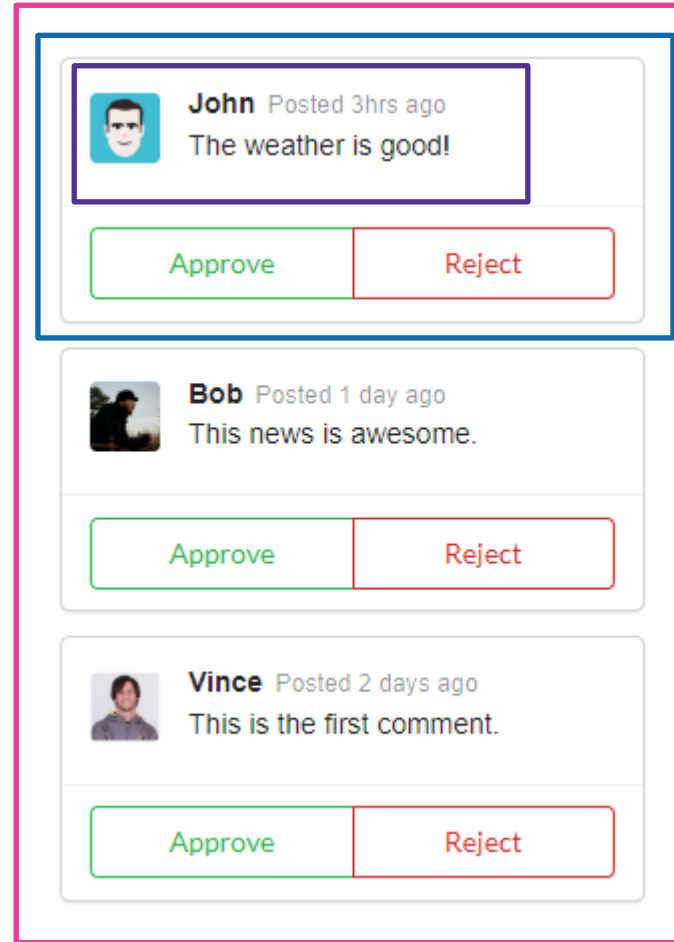 John Posted 3hrs ago
The weather is good!
Approve Reject
Bob Posted 1 day ago
This news is awesome.
Approve Reject
Vince Posted 2 days ago
This is the first comment.
Approve Reject